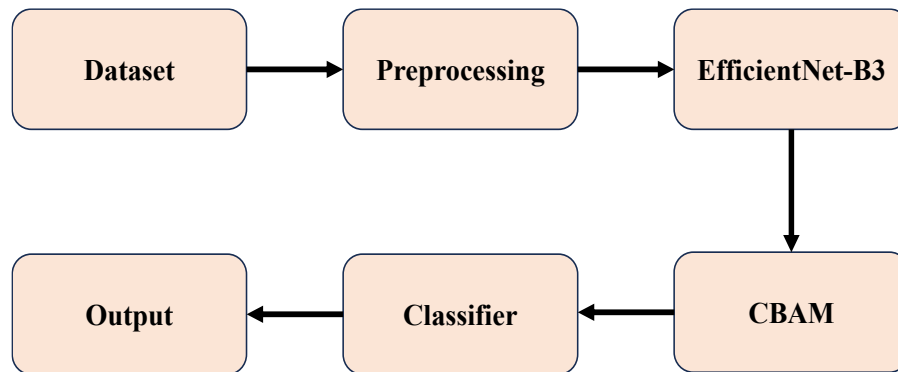 Dataset
Preprocessing
EfficientNet-B3
CBAM
Classifier
Output